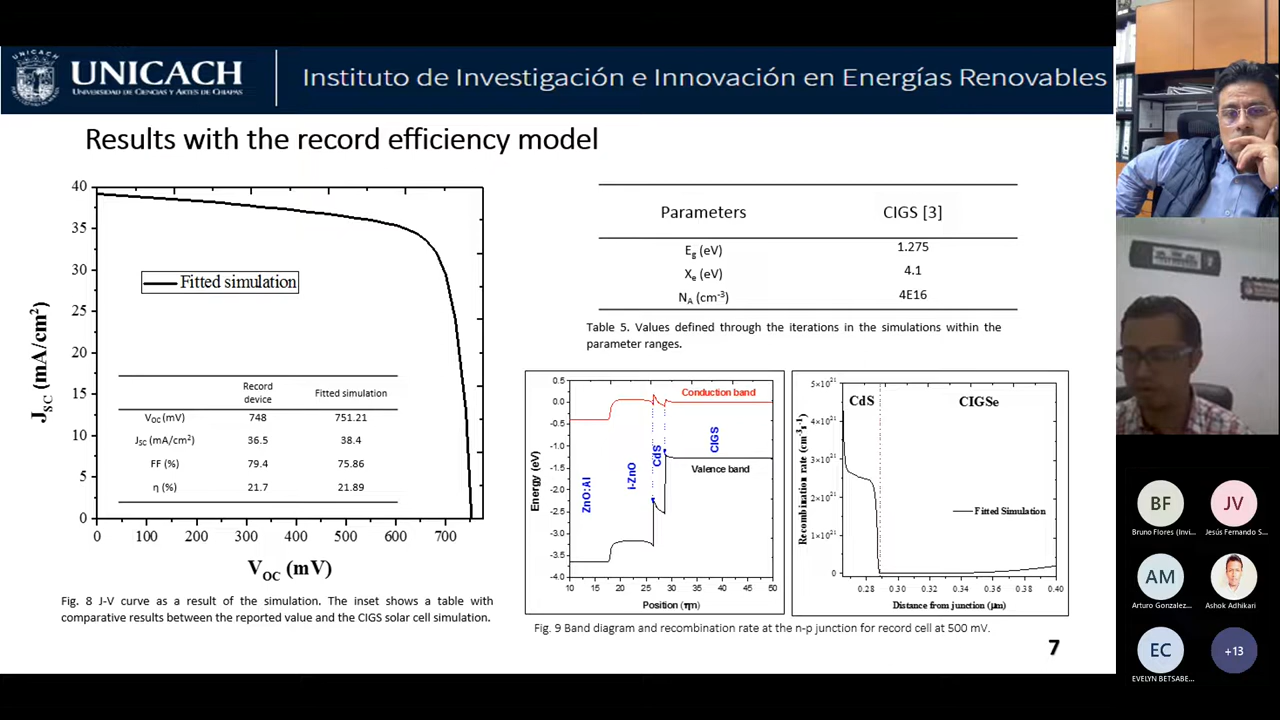 UNICACH
UNIVERSIDAD DE CIENCIAS Y ARTES DE CHIAPAS
Instituto de Investigación e Innovación en Energías Renovables
Results with the record efficiency model
40
35
30
25
20
15
10
5
0
J_SC (mA/cm²)
Fitted simulation
Record device Fitted simulation
V_OC (mV) 748 751.21
J_SC (mA/cm²) 36.5 38.4
FF (%) 79.4 75.86
η (%) 21.7 21.89
0 100 200 300 400 500 600 700
V_OC (mV)
Fig. 8 J-V curve as a result of the simulation. The inset shows a table with
comparative results between the reported value and the CIGS solar cell simulation.
Parameters CIGS [3]
E_g (eV) 1.275
X_e (eV) 4.1
N_A (cm⁻³) 4E16
Table 5. Values defined through the iterations in the simulations within the
parameter ranges.
0.5
0.0
-0.5
-1.0
-1.5
-2.0
-2.5
-3.0
-3.5
-4.0
Energy (eV)
Conduction band
Valence band
ZnO:Al
I-ZnO
CdS
CIGS
10 15 20 25 30 35 40 45 50
Position (ηm)
5×10²¹
4×10²¹
3×10²¹
2×10²¹
1×10²¹
0
Recombination rate (cm⁻³s⁻¹)
CdS CIGSe
Fitted Simulation
0.28 0.30 0.32 0.34 0.36 0.38 0.40
Distance from junction (μm)
Fig. 9 Band diagram and recombination rate at the n-p junction for record cell at 500 mV.
7
BF
Bruno Flores (Invi...
JV
Jesús Fernando S...
AM
Arturo Gonzalez...
Ashok Adhikari
EC
EVELYN BETSABE...
+13